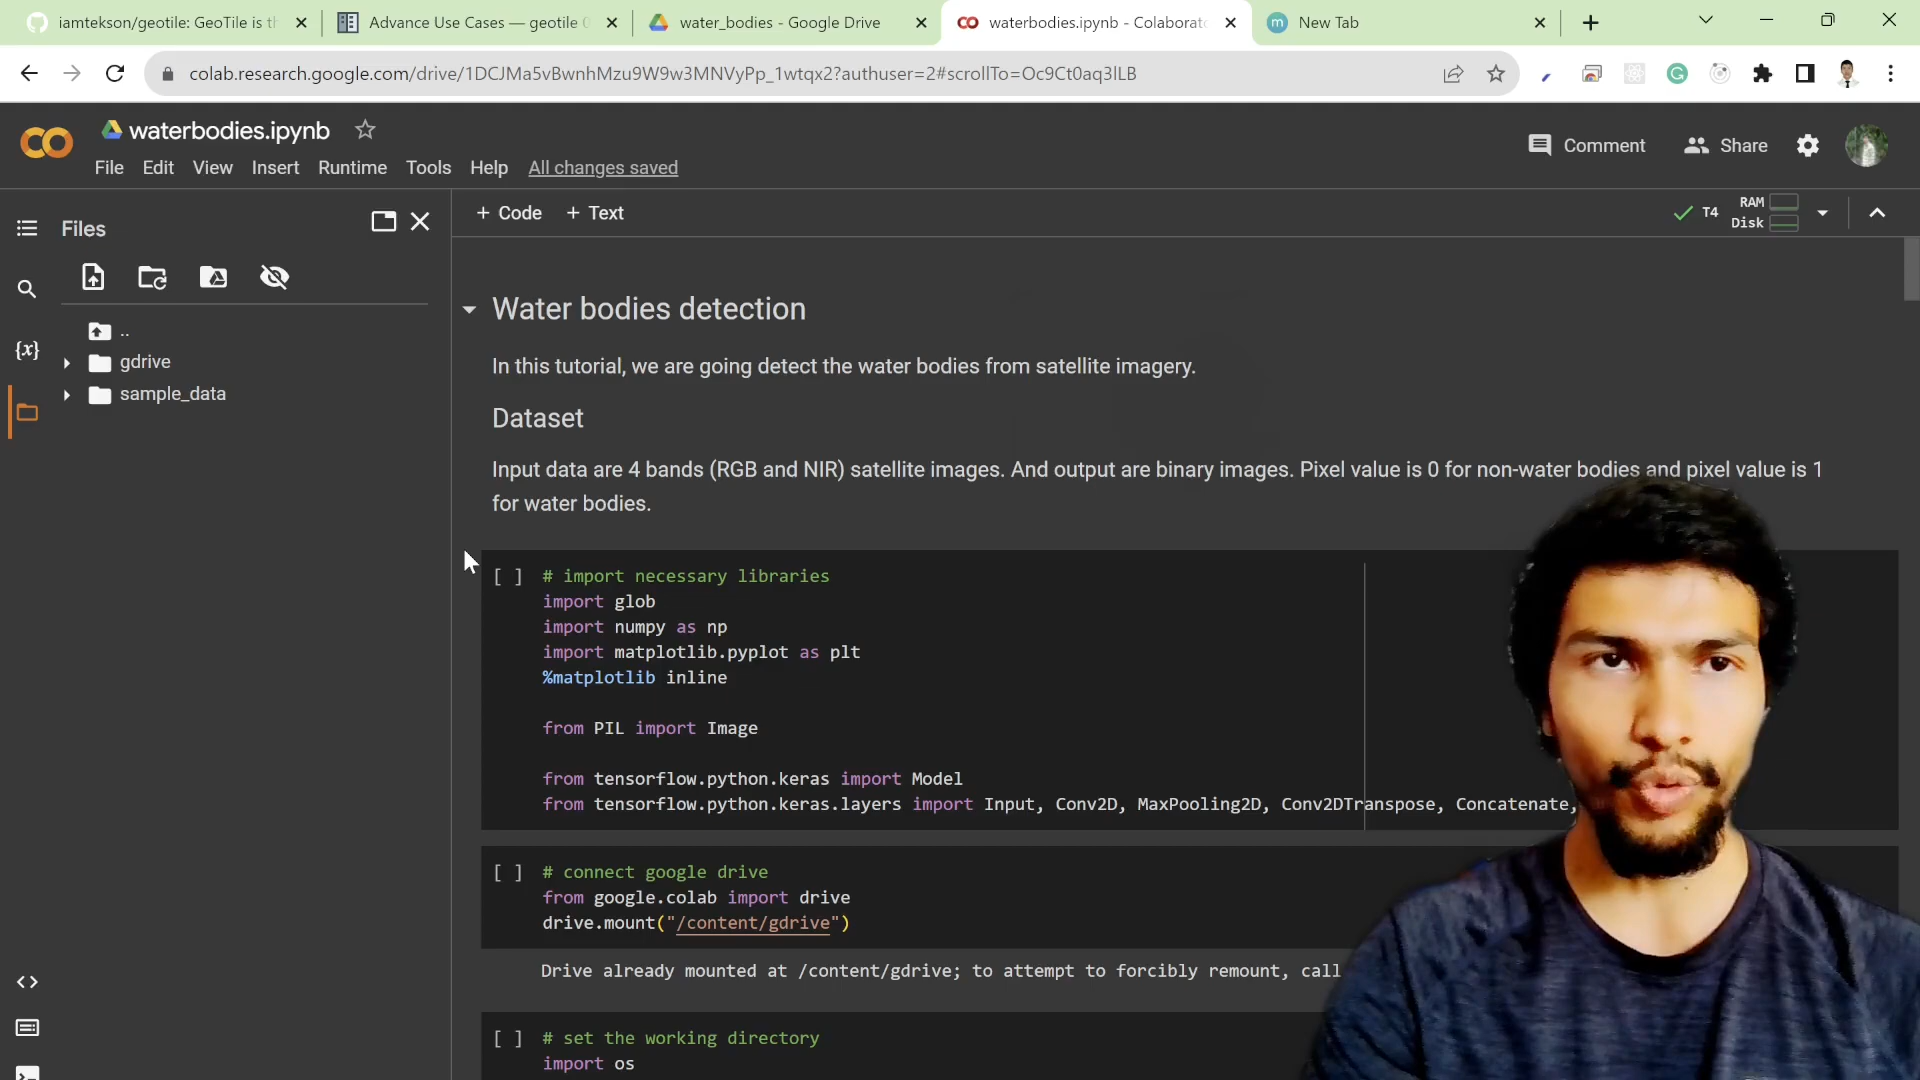 iamtekson/geotile: GeoTile is th
Advance Use Cases — geotile 0
water_bodies - Google Drive
waterbodies.ipynb - Colaborato
m New Tab
colab.research.google.com/drive/1DCJMa5vBwnhMzu9W9w3MNVyPp_1wtqx2?authuser=2#scrollTo=Oc9Ct0aq3lLB
waterbodies.ipynb
Comment Share
File Edit View Insert Runtime Tools Help All changes saved
Files
+ Code + Text
T4 RAM
Disk
..
gdrive
sample_data
{x}
Water bodies detection
In this tutorial, we are going detect the water bodies from satellite imagery.
Dataset
Input data are 4 bands (RGB and NIR) satellite images. And output are binary images. Pixel value is 0 for non-water bodies and pixel value is 1
for water bodies.
[ ] # import necessary libraries
import glob
import numpy as np
import matplotlib.pyplot as plt
%matplotlib inline
from PIL import Image
from tensorflow.python.keras import Model
from tensorflow.python.keras.layers import Input, Conv2D, MaxPooling2D, Conv2DTranspose, Concatenate,
[ ] # connect google drive
from google.colab import drive
drive.mount("/content/gdrive")
Drive already mounted at /content/gdrive; to attempt to forcibly remount, call
[ ] # set the working directory
import os